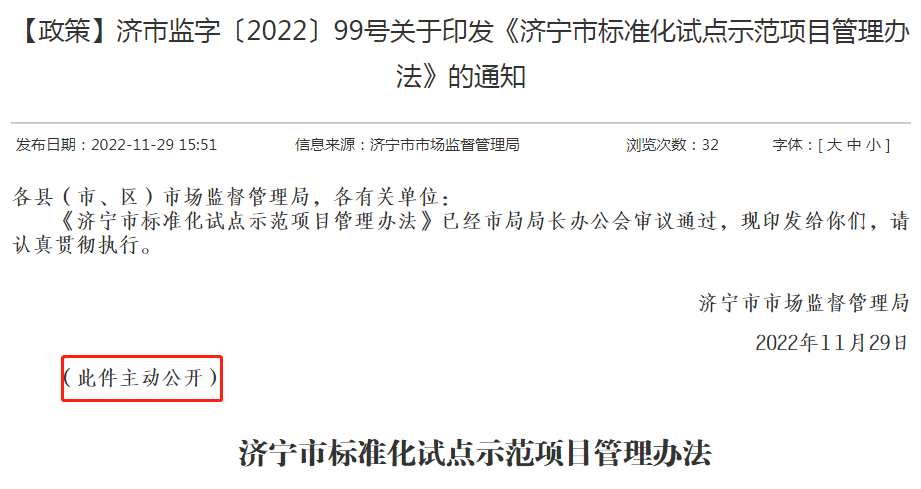 【政策】济市监字〔2022〕99号关于印发《济宁市标准化试点示范项目管理办
法》的通知
发布日期：2022-11-29 15:51 信息来源：济宁市市场监督管理局 浏览次数：32 字体：[ 大 中 小 ]
各县（市、区）市场监督管理局，各有关单位：
《济宁市标准化试点示范项目管理办法》已经市局局长办公会审议通过，现印发给你们，请
认真贯彻执行。
济宁市市场监督管理局
2022年11月29日
（此件主动公开）
济宁市标准化试点示范项目管理办法